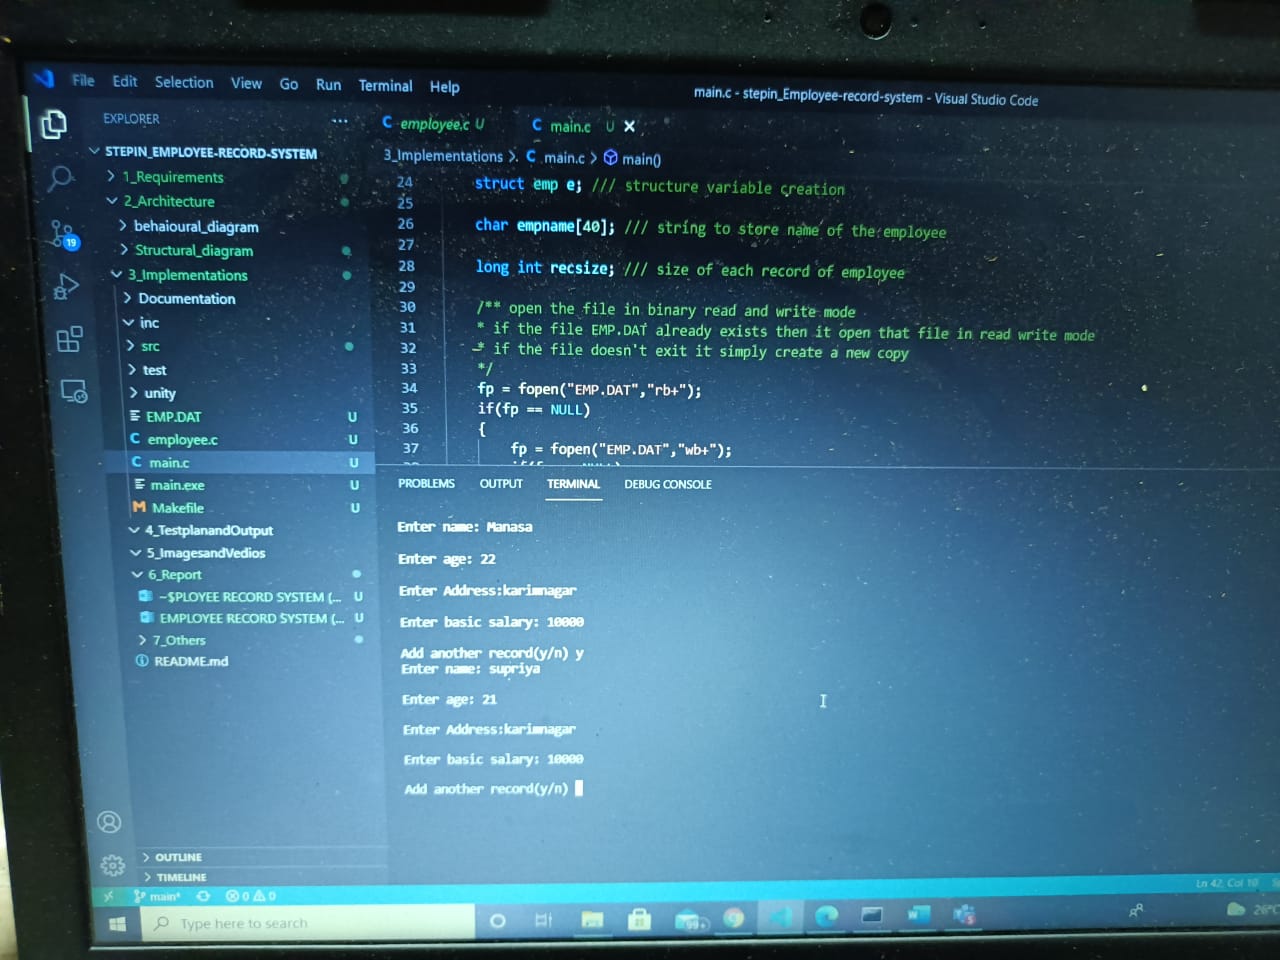 File Edit Selection View Go Run Terminal Help
main.c - stepin_Employee-record-system - Visual Studio Code
EXPLORER ...
STEPIN_EMPLOYEE-RECORD-SYSTEM
1_Requirements
2_Architecture
behaioural_diagram
Structural_diagram
3_Implementations
Documentation
inc
src
test
unity
EMP.DAT U
C employee.c U
C main.c U
main.exe U
M Makefile U
4_TestplanandOutput
5_ImagesandVedios
6_Report
~$PLOYEE RECORD SYSTEM (... U
EMPLOYEE RECORD SYSTEM (... U
7_Others
README.md
OUTLINE
TIMELINE
19
C employee.c U C main.c U X
3_Implementations > C main.c > main()
24 struct emp e; /// structure variable creation
25
26 char empname[40]; /// string to store name of the employee
27
28 long int recsize; /// size of each record of employee
29
30 /** open the file in binary read and write mode
31 * if the file EMP.DAT already exists then it open that file in read write mode
32 * if the file doesn't exit it simply create a new copy
33 */
34 fp = fopen("EMP.DAT","rb+");
35 if(fp == NULL)
36 {
37 fp = fopen("EMP.DAT","wb+");
PROBLEMS OUTPUT TERMINAL DEBUG CONSOLE
Enter name: Manasa
Enter age: 22
Enter Address:karimnagar
Enter basic salary: 10000
Add another record(y/n) y
Enter name: supriya
Enter age: 21
Enter Address:karimnagar
Enter basic salary: 10000
Add another record(y/n)
main* 0 0
Ln 42, Col 10
Type here to search
99+
26°C